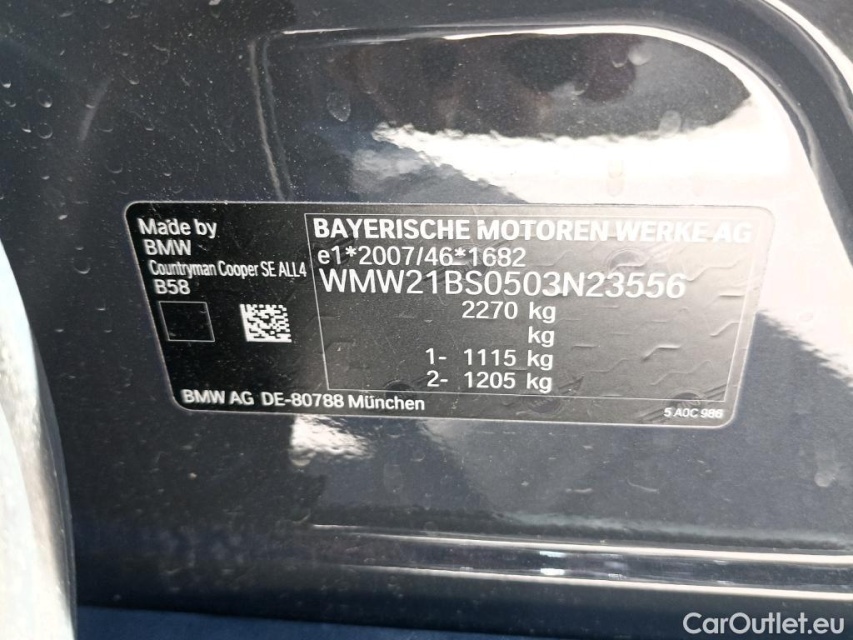 Made by
BMW
Countryman Cooper SE ALL4
B58
BAYERISCHE MOTOREN WERKE AG
e1*2007/46*1682
WMW21BS0503N23556
2270 kg
kg
1- 1115 kg
2- 1205 kg
BMW AG DE-80788 München
5 A0C 986
CarOutlet.eu